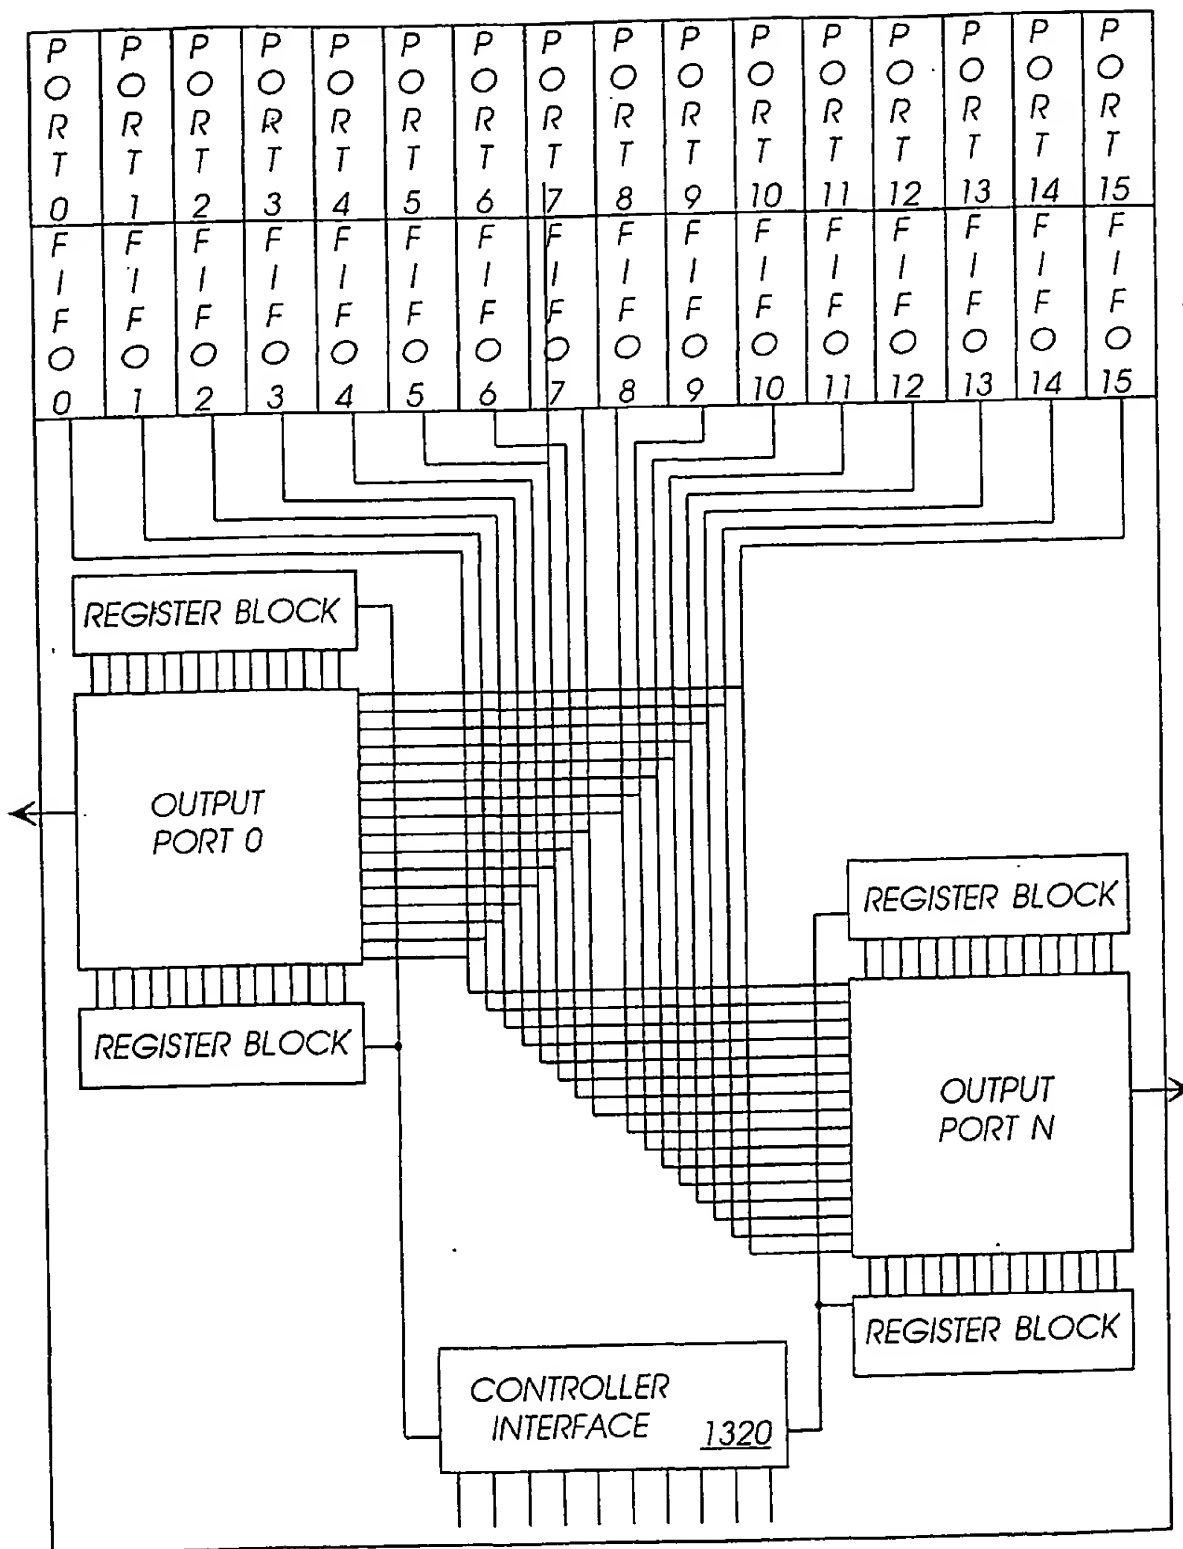 PORT 0
PORT 1
PORT 2
PORT 3
PORT 4
PORT 5
PORT 6
PORT 7
PORT 8
PORT 9
PORT 10
PORT 11
PORT 12
PORT 13
PORT 14
PORT 15
FIFO 0
FIFO 1
FIFO 2
FIFO 3
FIFO 4
FIFO 5
FIFO 6
FIFO 7
FIFO 8
FIFO 9
FIFO 10
FIFO 11
FIFO 12
FIFO 13
FIFO 14
FIFO 15
REGISTER BLOCK
OUTPUT
PORT 0
REGISTER BLOCK
REGISTER BLOCK
OUTPUT
PORT N
REGISTER BLOCK
CONTROLLER
INTERFACE
1320